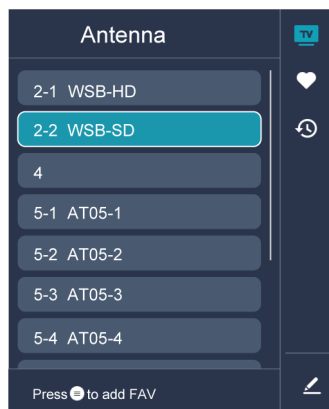 Antenna
TV
2-1 WSB-HD
2-2 WSB-SD
4
5-1 AT05-1
5-2 AT05-2
5-3 AT05-3
5-4 AT05-4
Press to add FAV